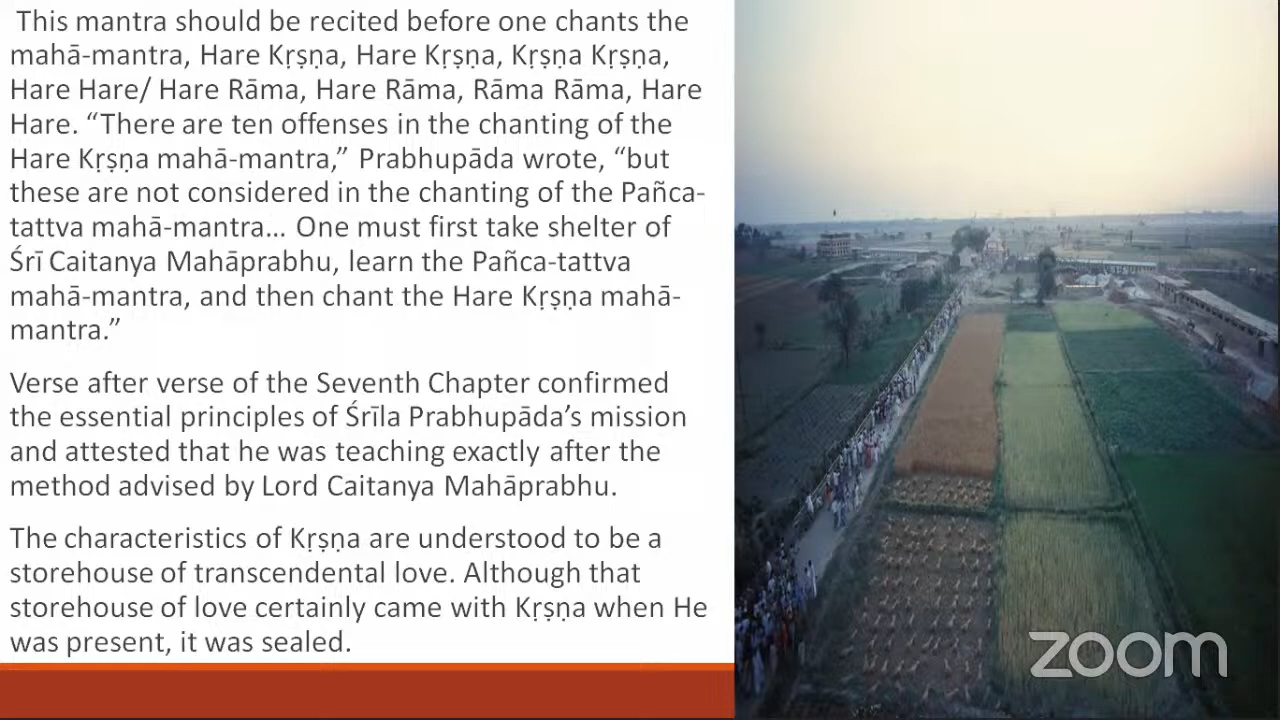 This mantra should be recited before one chants the
mahā-mantra, Hare Kṛṣṇa, Hare Kṛṣṇa, Kṛṣṇa Kṛṣṇa,
Hare Hare/ Hare Rāma, Hare Rāma, Rāma Rāma, Hare
Hare. “There are ten offenses in the chanting of the
Hare Kṛṣṇa mahā-mantra,” Prabhupāda wrote, “but
these are not considered in the chanting of the Pañca-
tattva mahā-mantra... One must first take shelter of
Śrī Caitanya Mahāprabhu, learn the Pañca-tattva
mahā-mantra, and then chant the Hare Kṛṣṇa mahā-
mantra.”
Verse after verse of the Seventh Chapter confirmed
the essential principles of Śrīla Prabhupāda’s mission
and attested that he was teaching exactly after the
method advised by Lord Caitanya Mahāprabhu.
The characteristics of Kṛṣṇa are understood to be a
storehouse of transcendental love. Although that
storehouse of love certainly came with Kṛṣṇa when He
was present, it was sealed.
zoom